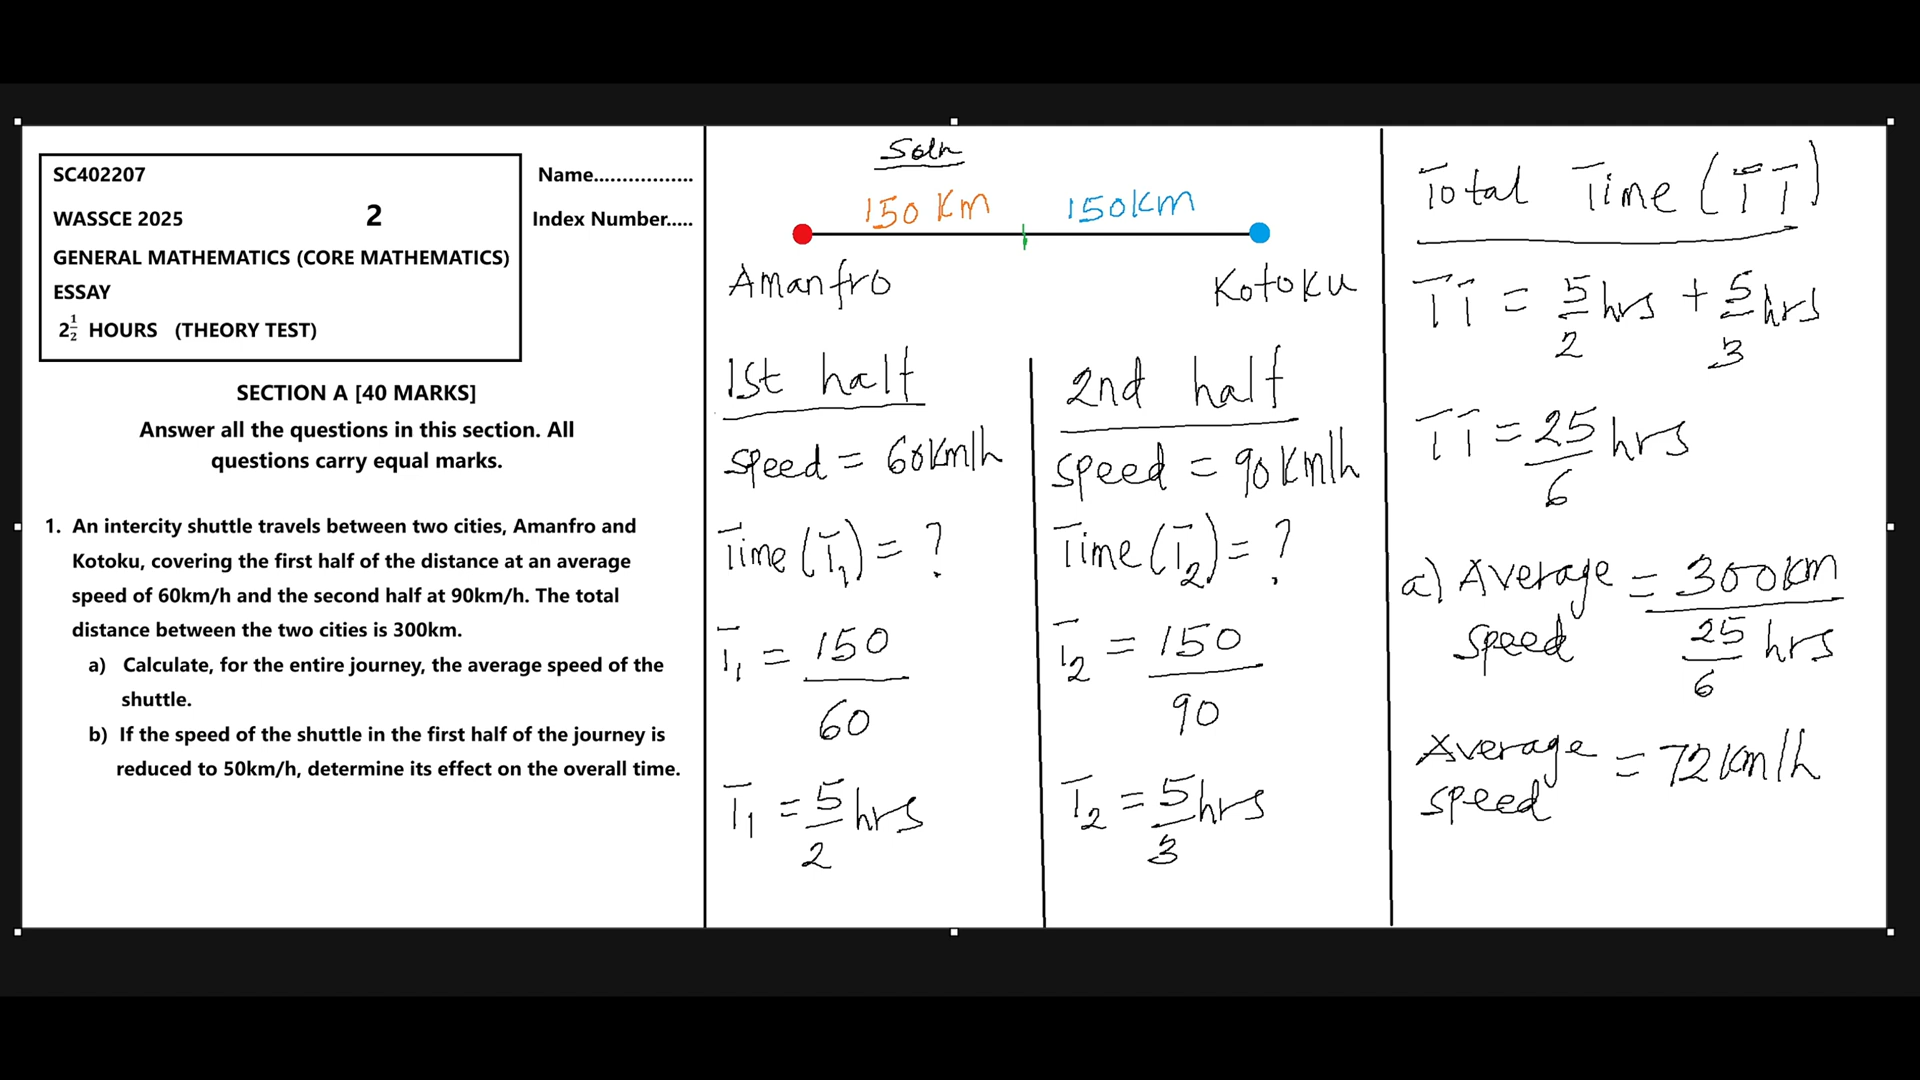 SC402207
WASSCE 2025 2
GENERAL MATHEMATICS (CORE MATHEMATICS)
ESSAY
2 1/2 HOURS (THEORY TEST)
Name................
Index Number.....
SECTION A [40 MARKS]
Answer all the questions in this section. All
questions carry equal marks.
1. An intercity shuttle travels between two cities, Amanfro and
Kotoku, covering the first half of the distance at an average
speed of 60km/h and the second half at 90km/h. The total
distance between the two cities is 300km.
a) Calculate, for the entire journey, the average speed of the
shuttle.
b) If the speed of the shuttle in the first half of the journey is
reduced to 50km/h, determine its effect on the overall time.
Soln
150 Km 150km
Amanfro Kotoku
1st half
speed = 60Km/h
Time (T₁) = ?
T₁ = 150/60
T₁ = 5/2 hrs
2nd half
speed = 90Km/h
Time (T₂) = ?
T₂ = 150/90
T₂ = 5/3 hrs
Total Time (TT)
TT = 5/2 hrs + 5/3 hrs
TT = 25/6 hrs
a) Average speed = 300km / 25/6 hrs
Average speed = 72km/h